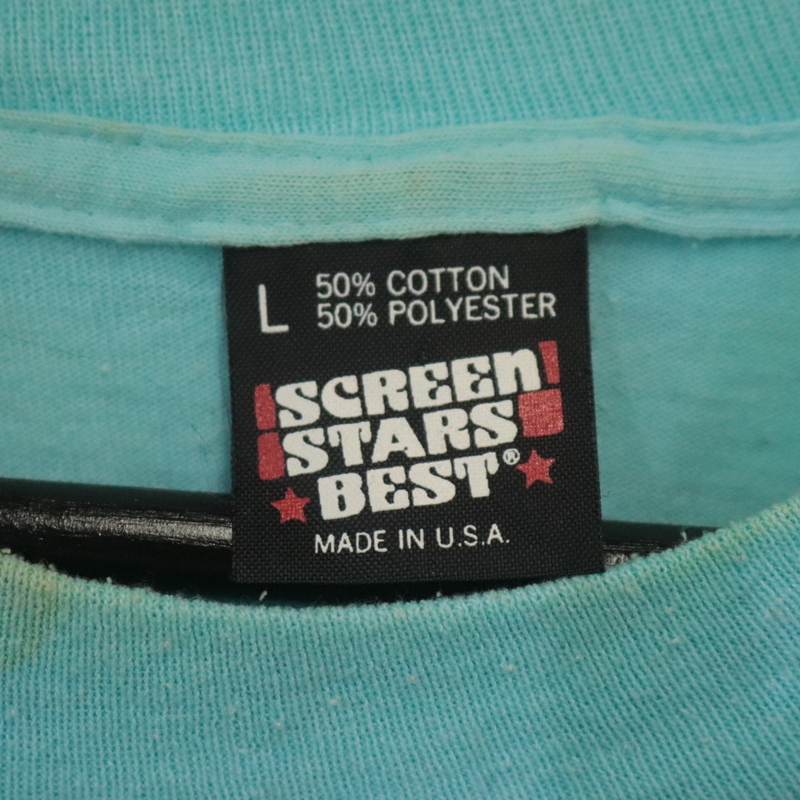 L 50% COTTON
50% POLYESTER
SCREEN
STARS
BEST®
MADE IN U.S.A.